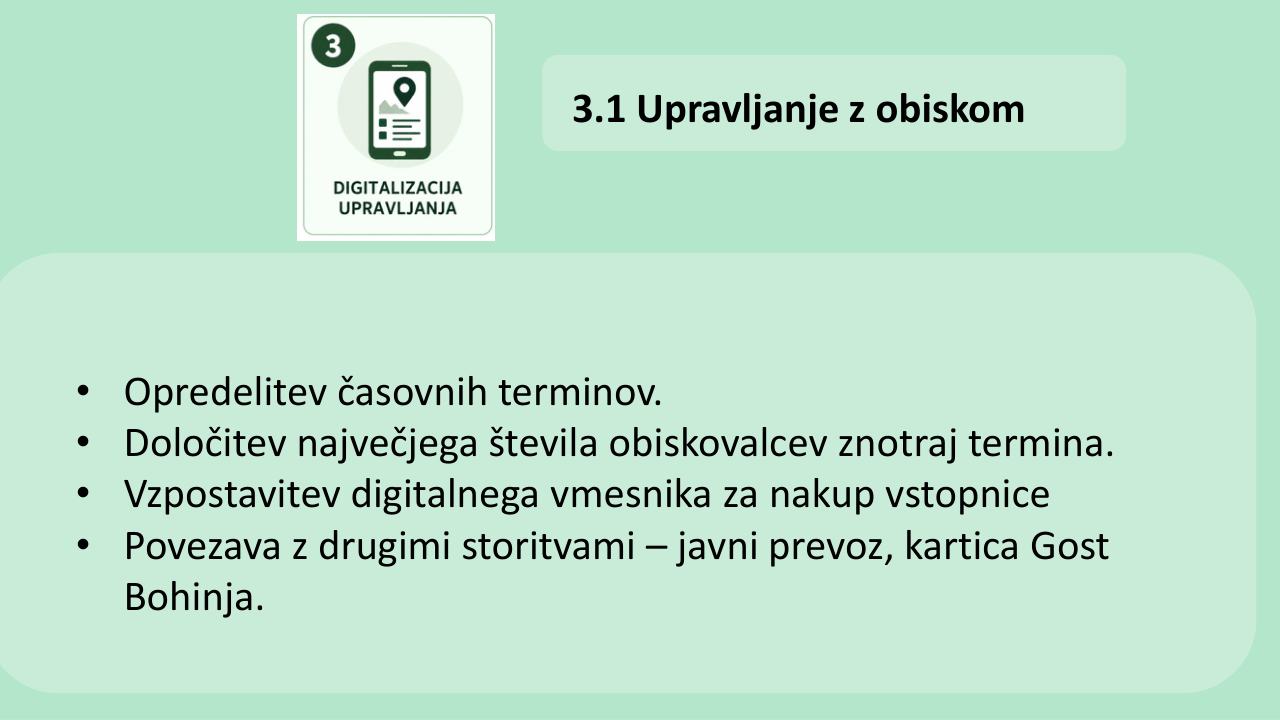 3
DIGITALIZACIJA
UPRAVLJANJA
3.1 Upravljanje z obiskom
• Opredelitev časovnih terminov.
• Določitev največjega števila obiskovalcev znotraj termina.
• Vzpostavitev digitalnega vmesnika za nakup vstopnice
• Povezava z drugimi storitvami – javni prevoz, kartica Gost
Bohinja.